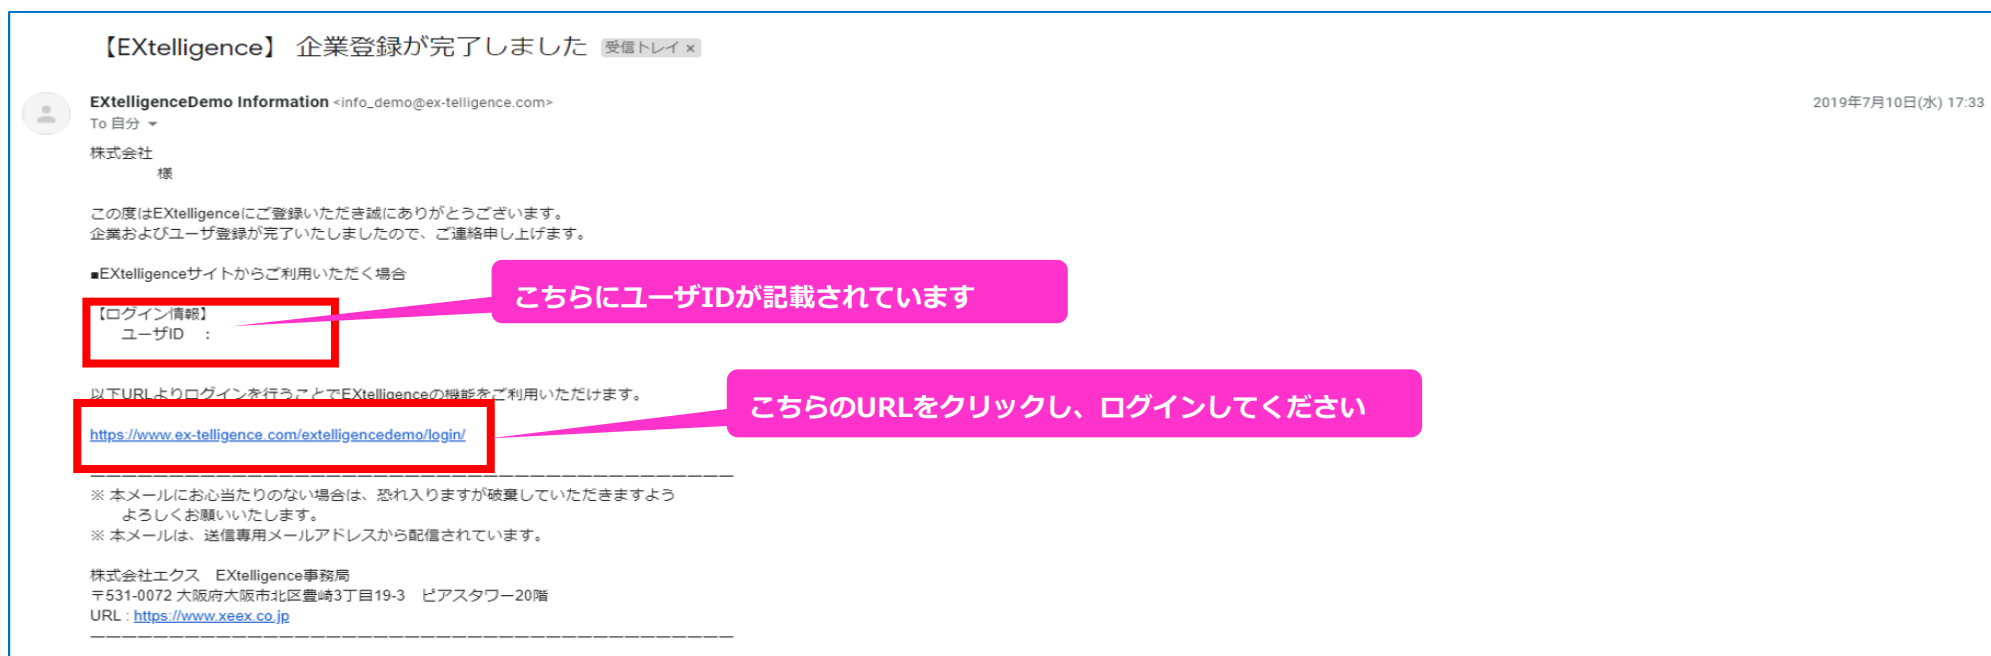 【EXtelligence】 企業登録が完了しました 受信トレイ ×
EXtelligenceDemo Information <info_demo@ex-telligence.com>
2019年7月10日(水) 17:33
To 自分
株式会社
様
この度はEXtelligenceにご登録いただき誠にありがとうございます。
企業およびユーザ登録が完了いたしましたので、ご連絡申し上げます。
■EXtelligenceサイトからご利用いただく場合
こちらにユーザIDが記載されています
【ログイン情報】
ユーザID ：
以下URLよりログインを行うことでEXtelligenceの機能をご利用いただけます。
こちらのURLをクリックし、ログインしてください
https://www.ex-telligence.com/extelligencedemo/login/
※ 本メールにお心当たりのない場合は、恐れ入りますが破棄していただきますよう
よろしくお願いいたします。
※ 本メールは、送信専用メールアドレスから配信されています。
株式会社エクス　EXtelligence事務局
〒531-0072 大阪府大阪市北区豊崎3丁目19-3　ピアスタワー20階
URL : https://www.xeex.co.jp